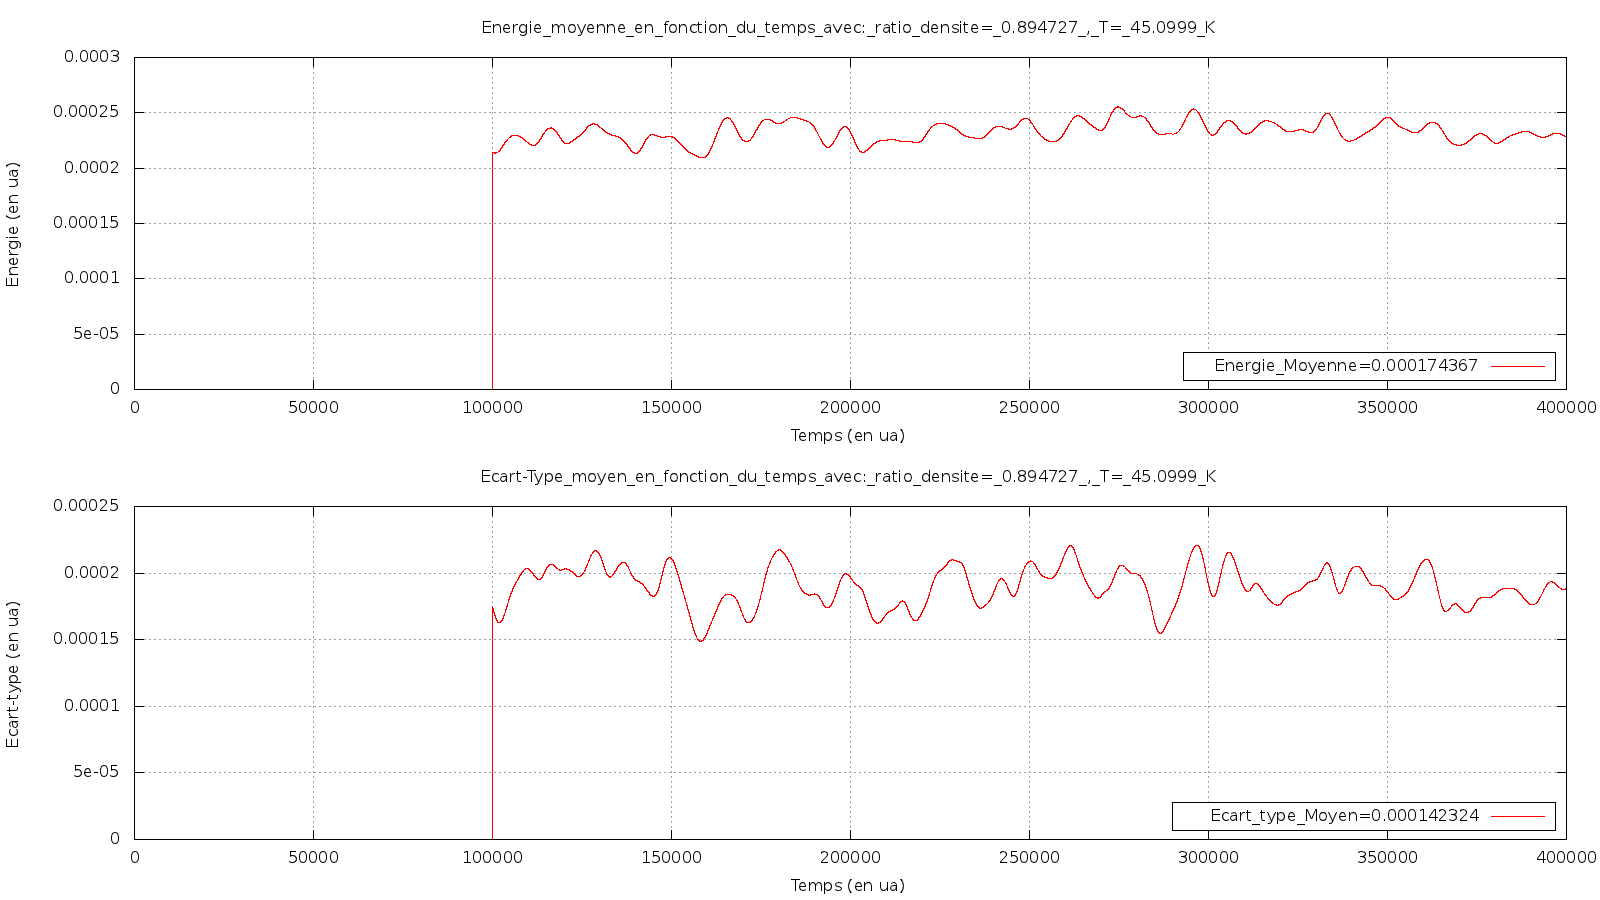 Energie_moyenne_en_fonction_du_temps_avec:_ratio_densite=_0.894727_,_T=_45.0999_K
0.0003
0.00025
0.0002
0.00015
0.0001
5e-05
0
Energie (en ua)
Energie_Moyenne=0.000174367
0 50000 100000 150000 200000 250000 300000 350000 400000
Temps (en ua)
Ecart-Type_moyen_en_fonction_du_temps_avec:_ratio_densite=_0.894727_,_T=_45.0999_K
0.00025
0.0002
0.00015
0.0001
5e-05
0
Ecart-type (en ua)
Ecart_type_Moyen=0.000142324
0 50000 100000 150000 200000 250000 300000 350000 400000
Temps (en ua)